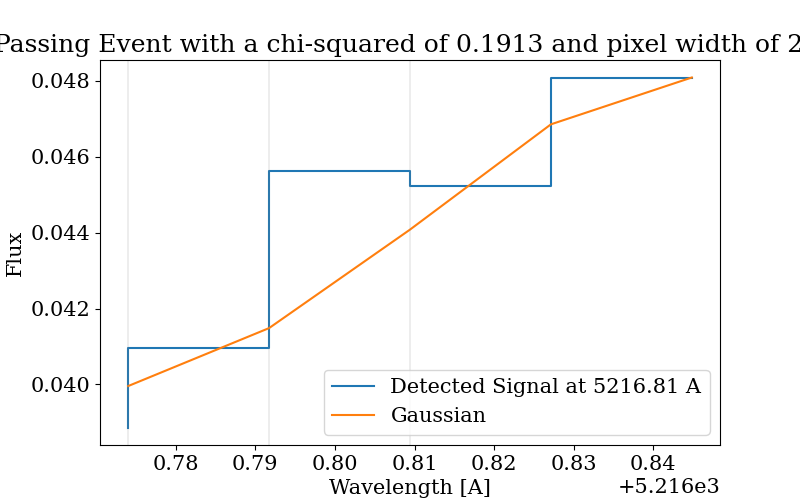 Passing Event with a chi-squared of 0.1913 and pixel width of 2
0.048
0.046
0.044
0.042
0.040
Flux
Detected Signal at 5216.81 A
Gaussian
0.78 0.79 0.80 0.81 0.82 0.83 0.84
+5.216e3
Wavelength [A]